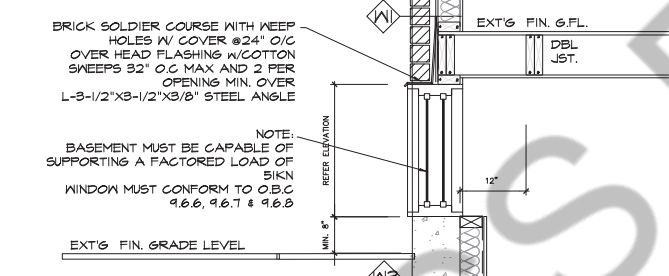 BRICK SOLDIER COURSE WITH WEEP
HOLES W/ COVER @24" O/C
OVER HEAD FLASHING W/COTTON
SWEEPS 32" O.C MAX AND 2 PER
OPENING MIN. OVER
L-3-1/2"X3-1/2"X3/8" STEEL ANGLE
W1
EXT'G FIN. G.FL.
DBL
JST.
NOTE:
BASEMENT MUST BE CAPABLE OF
SUPPORTING A FACTORED LOAD OF
51KN
WINDOW MUST CONFORM TO O.B.C
9.6.6, 9.6.7 & 9.6.8
REFER ELEVATION
12"
MIN. 8"
EXT'G FIN. GRADE LEVEL